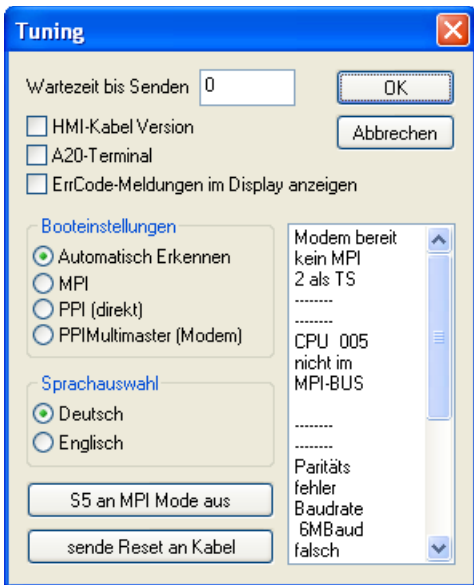 Tuning
Wartezeit bis Senden 0
OK
Abbrechen
HMI-Kabel Version
A20-Terminal
ErrCode-Meldungen im Display anzeigen
Booteinstellungen
Automatisch Erkennen
MPI
PPI (direkt)
PPIMultimaster (Modem)
Sprachauswahl
Deutsch
Englisch
S5 an MPI Mode aus
sende Reset an Kabel
Modem bereit
kein MPI
2 als TS
--------
--------
CPU  005
nicht im
MPI-BUS
--------
--------
Paritäts
fehler
Baudrate
6MBaud
falsch